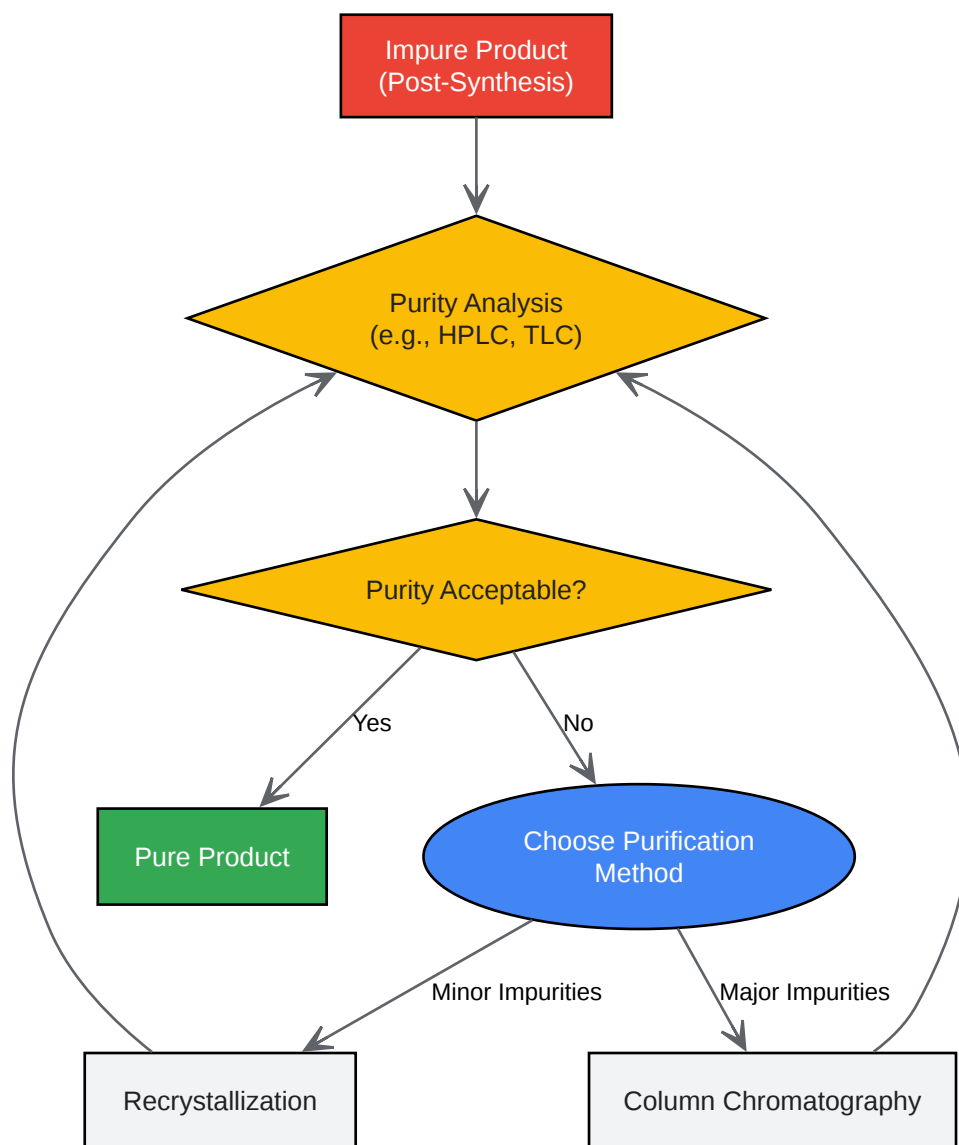 Impure Product
(Post-Synthesis)
Purity Analysis
(e.g., HPLC, TLC)
Purity Acceptable?
Yes
No
Pure Product
Choose Purification
Method
Minor Impurities
Major Impurities
Recrystallization
Column Chromatography